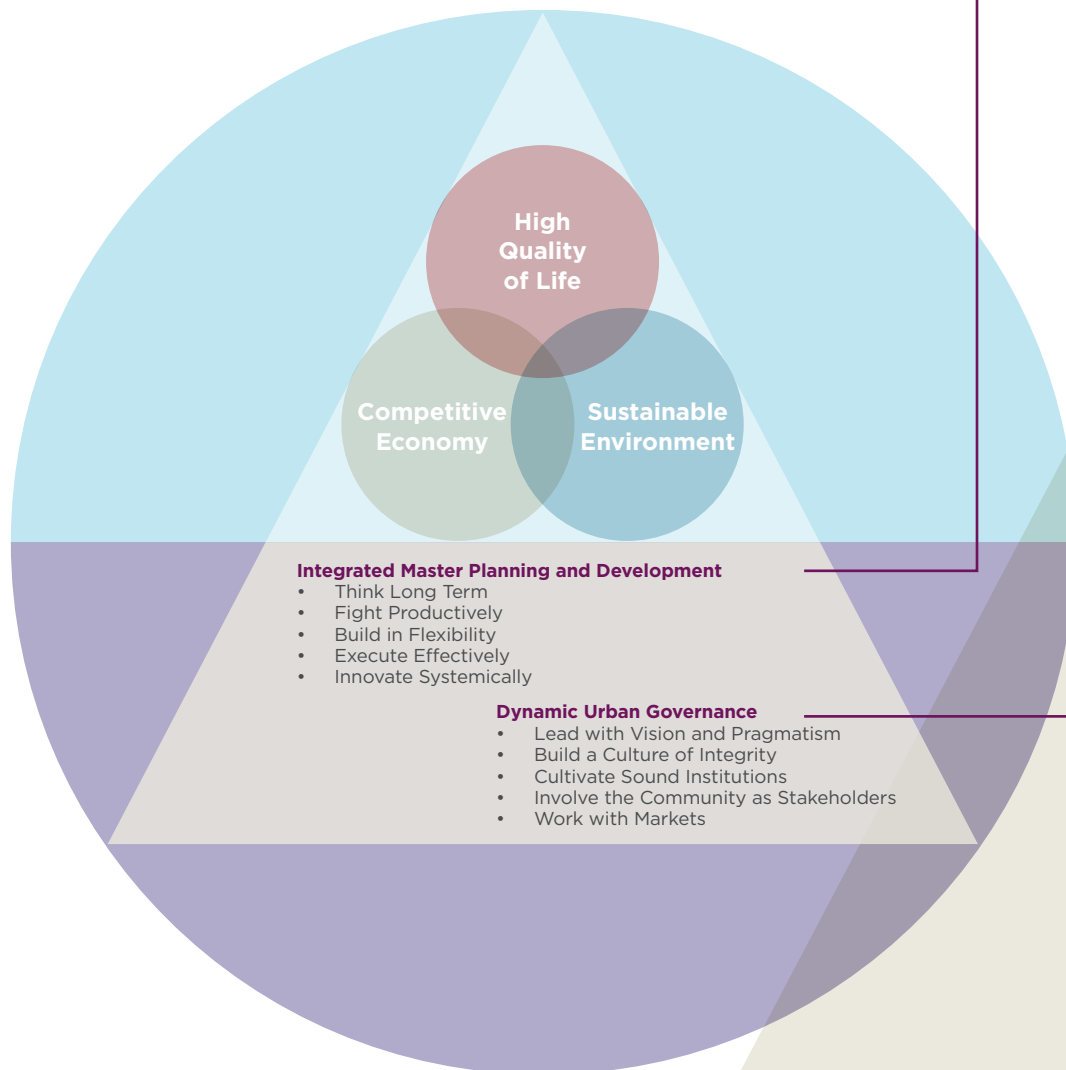 High
Quality
of Life
Competitive
Economy
Sustainable
Environment
Integrated Master Planning and Development
• Think Long Term
• Fight Productively
• Build in Flexibility
• Execute Effectively
• Innovate Systemically
Dynamic Urban Governance
• Lead with Vision and Pragmatism
• Build a Culture of Integrity
• Cultivate Sound Institutions
• Involve the Community as Stakeholders
• Work with Markets